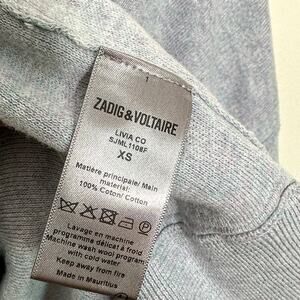 ZADIG&VOLTAIRE
LIVIA CO
SJML1108F
XS
Matière principale/ Main
material:
100% Coton/ Cotton
Lavage en machine
programme délicat à froid
Machine wash wool program
with cold water
Keep away from fire
Made in Mauritius